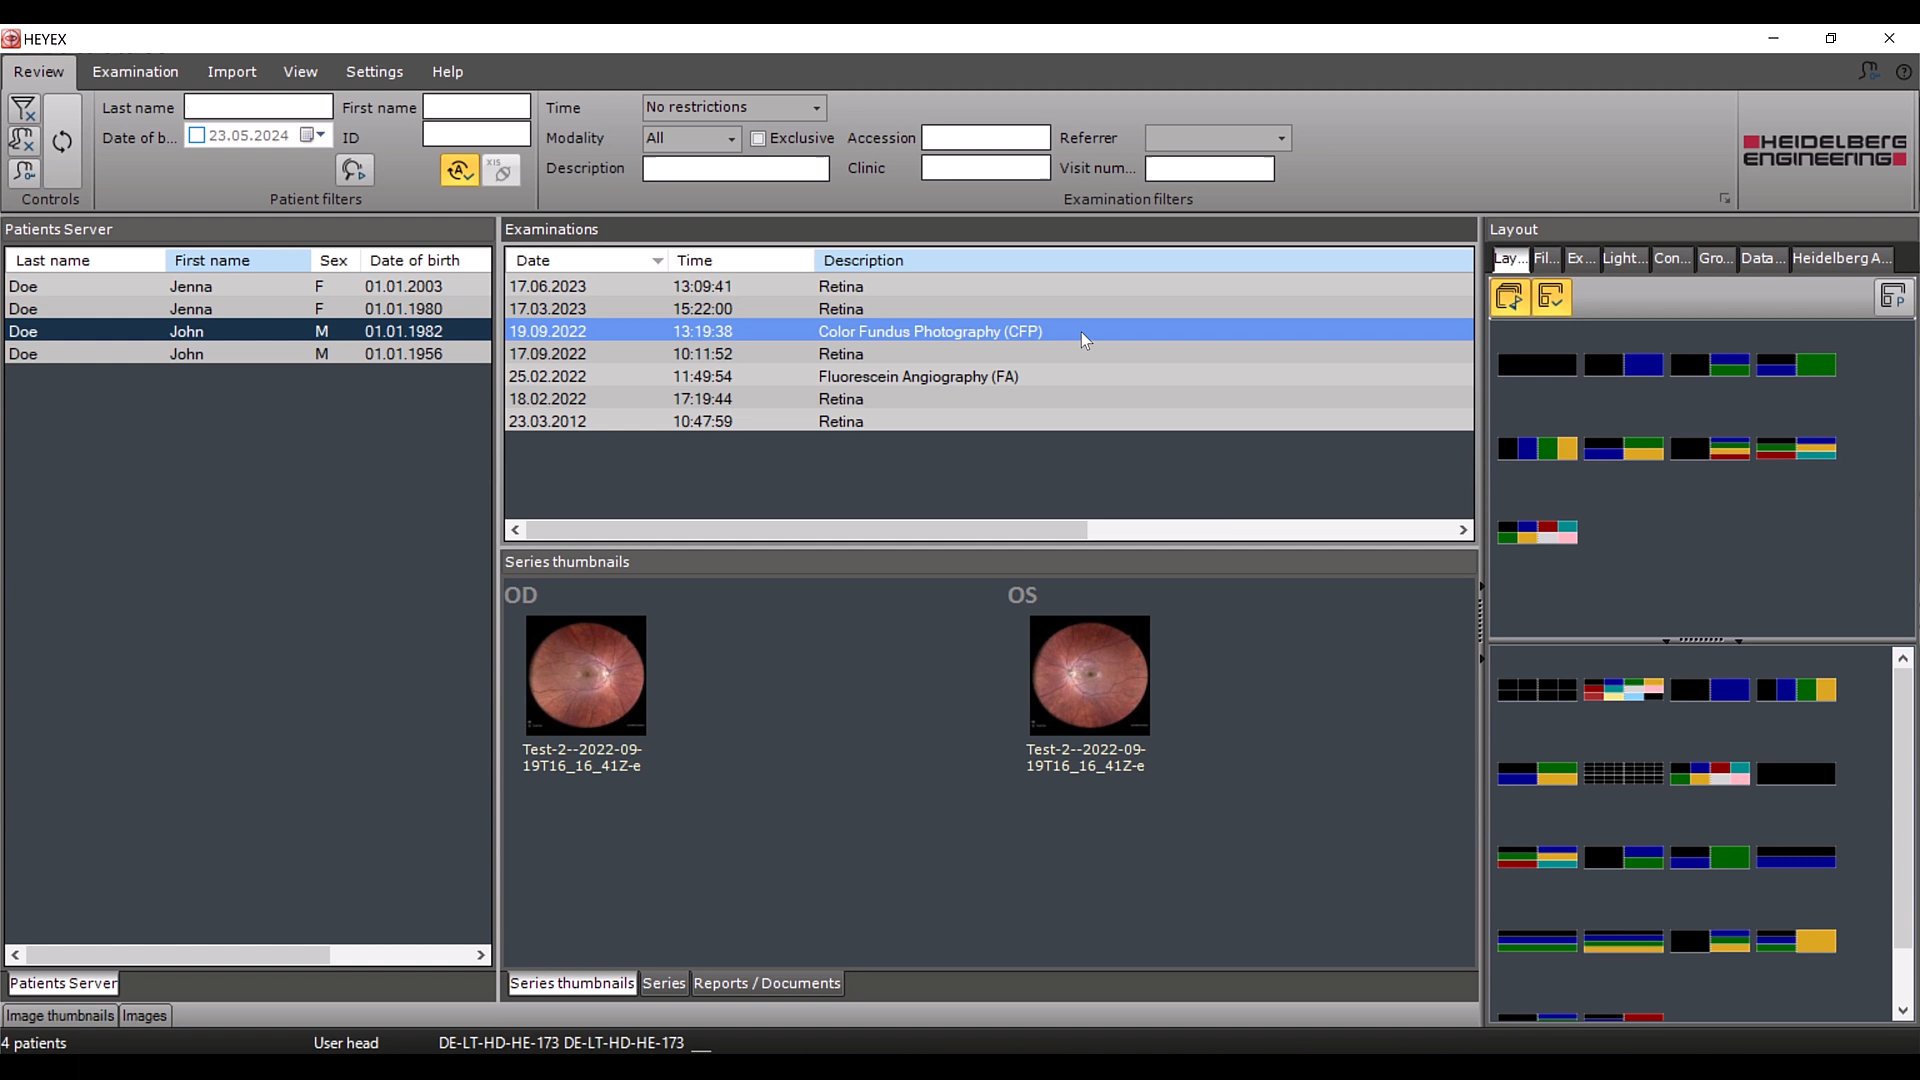 HEYEX
Review Examination Import View Settings Help
Last name First name Time No restrictions
Date of b... 23.05.2024 ID Modality All Exclusive Accession Referrer
XIS Description Clinic Visit num...
Controls Patient filters Examination filters
HEIDELBERG
ENGINEERING
Patients Server
Last name First name Sex Date of birth
Doe Jenna F 01.01.2003
Doe Jenna F 01.01.1980
Doe John M 01.01.1982
Doe John M 01.01.1956
Patients Server
Examinations
Date Time Description
17.06.2023 13:09:41 Retina
17.03.2023 15:22:00 Retina
19.09.2022 13:19:38 Color Fundus Photography (CFP)
17.09.2022 10:11:52 Retina
25.02.2022 11:49:54 Fluorescein Angiography (FA)
18.02.2022 17:19:44 Retina
23.03.2012 10:47:59 Retina
Series thumbnails
OD OS
Test-2--2022-09-
19T16_16_41Z-e
Test-2--2022-09-
19T16_16_41Z-e
Series thumbnails Series Reports / Documents
Layout
Lay... Fil... Ex... Light... Con... Gro... Data... Heidelberg A...
Image thumbnails Images
4 patients User head DE-LT-HD-HE-173 DE-LT-HD-HE-173 __